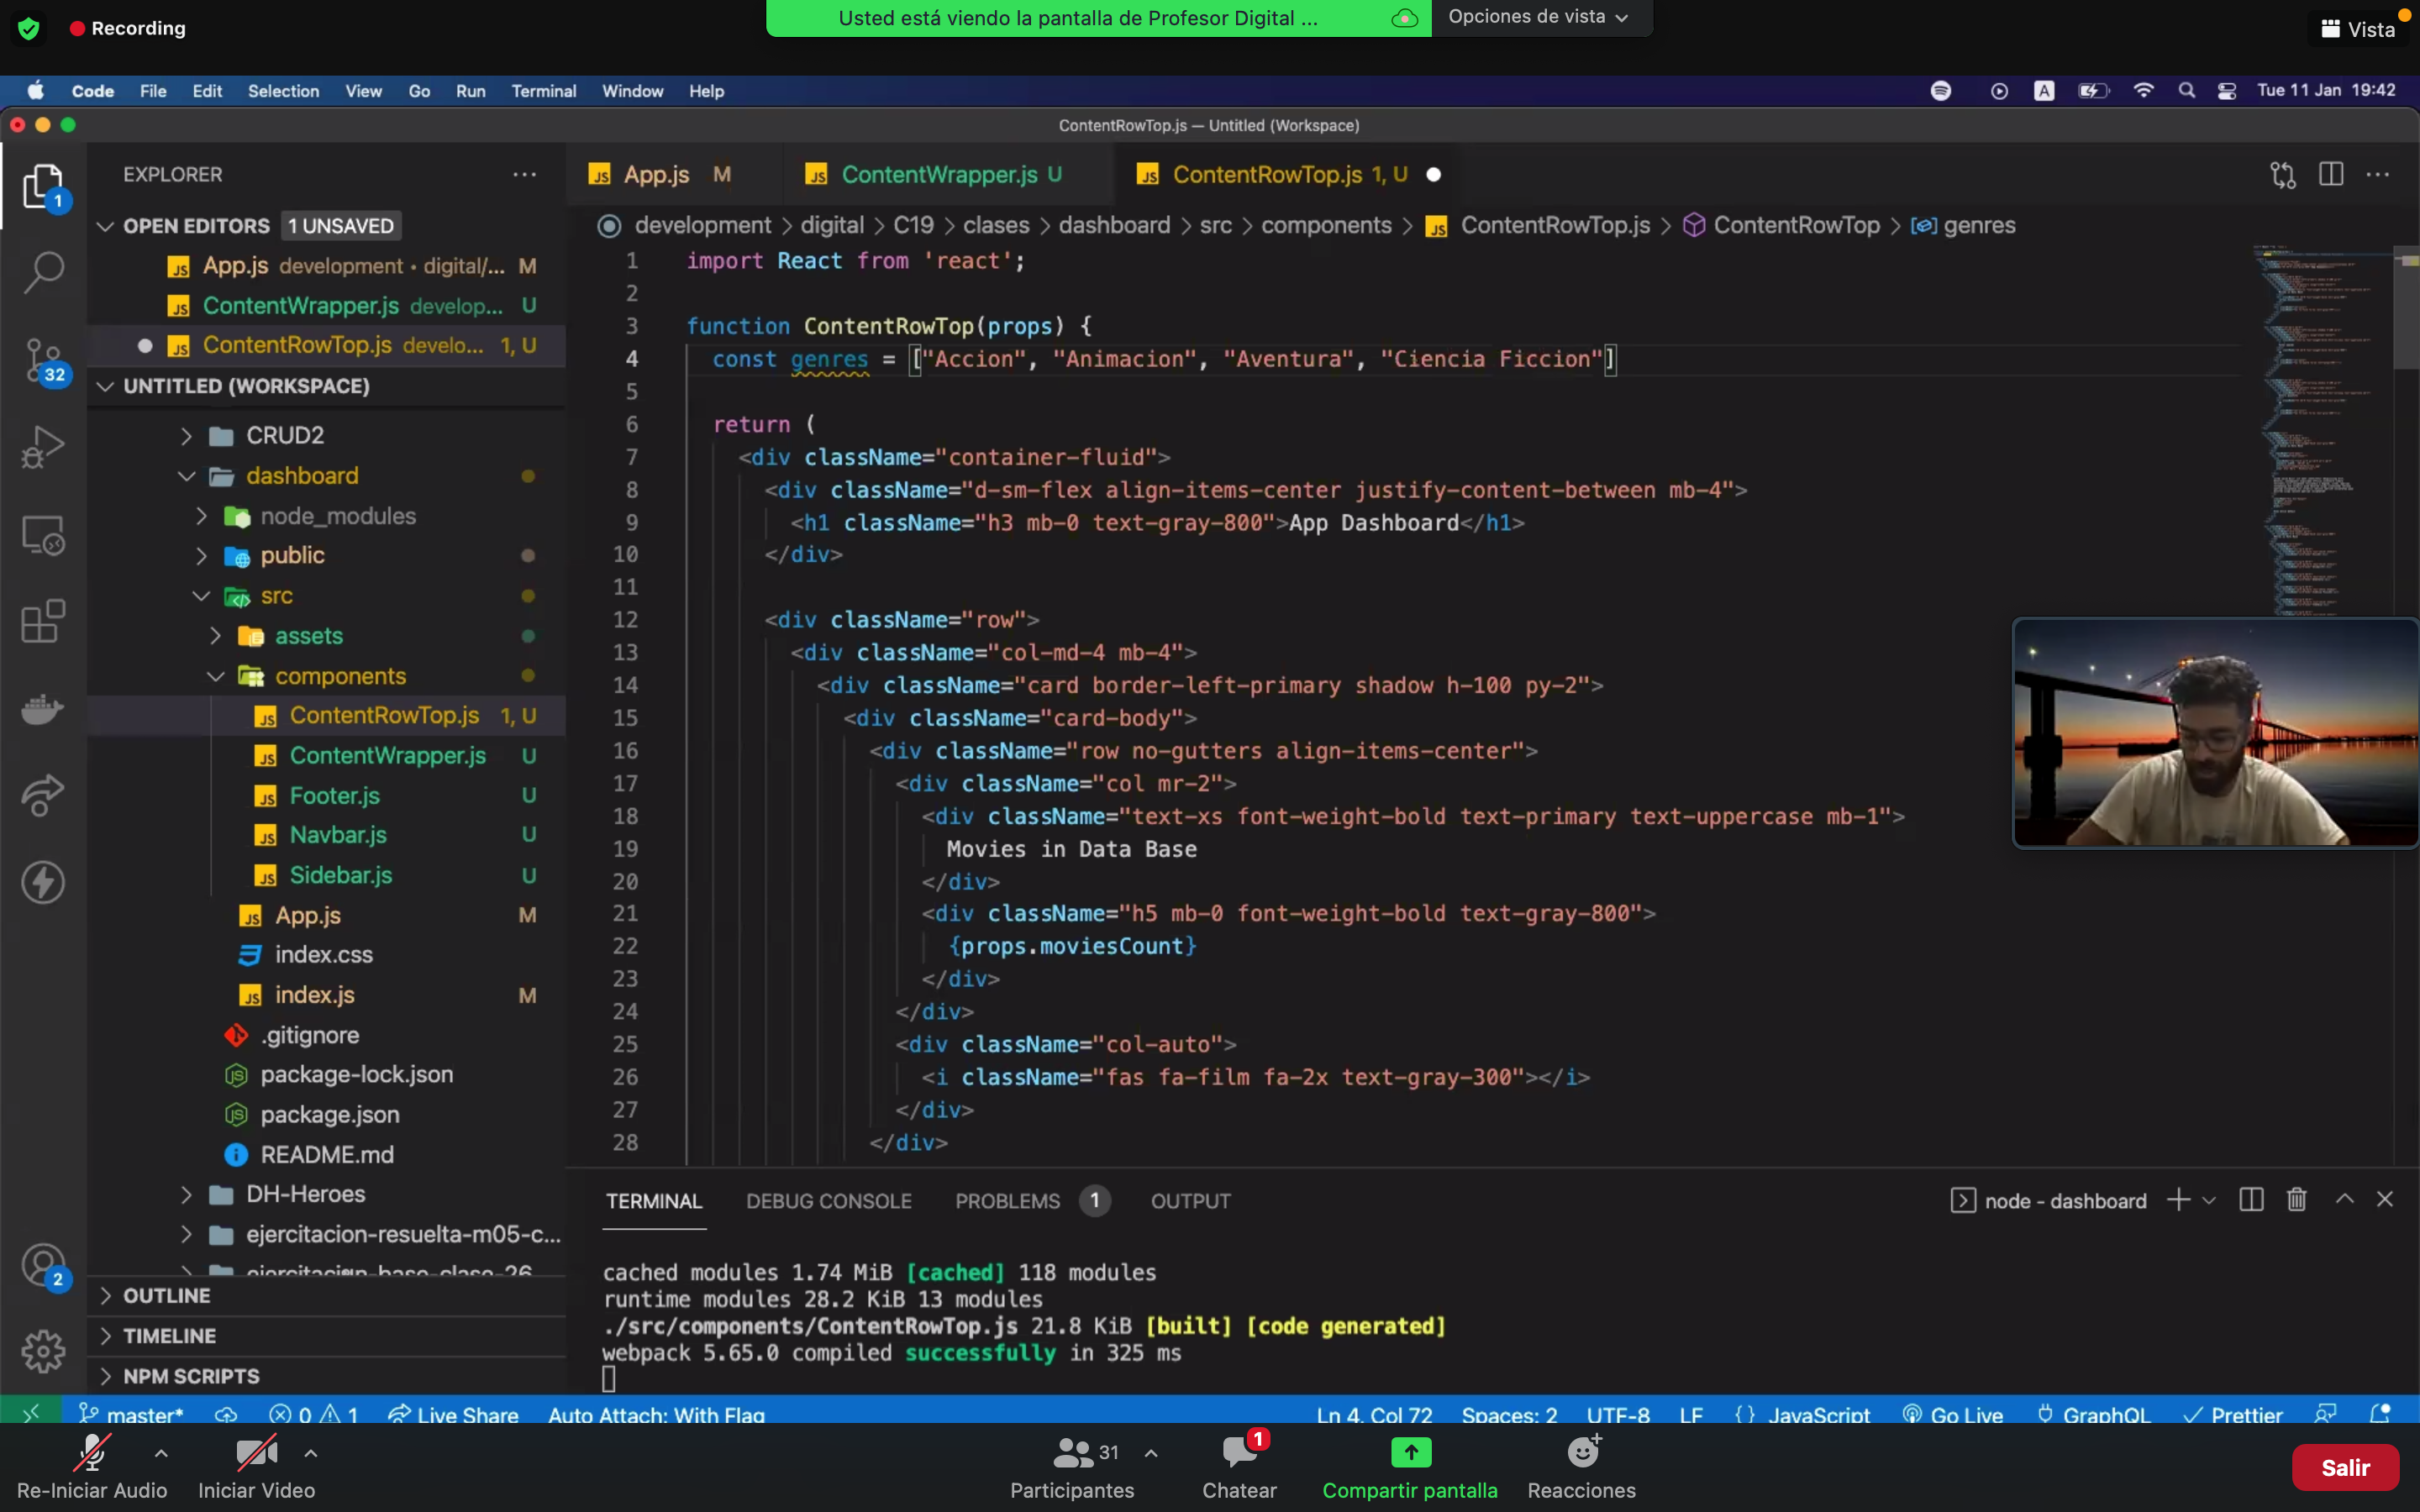 Recording
Usted está viendo la pantalla de Profesor Digital ...
Opciones de vista
Vista
Code File Edit Selection View Go Run Terminal Window Help
A
Tue 11 Jan 19:42
ContentRowTop.js — Untitled (Workspace)
EXPLORER
App.js M
ContentWrapper.js U
ContentRowTop.js 1, U
development > digital > C19 > clases > dashboard > src > components > ContentRowTop.js > ContentRowTop > genres
OPEN EDITORS 1 UNSAVED
App.js development • digital/... M
ContentWrapper.js develop... U
ContentRowTop.js develo... 1, U
UNTITLED (WORKSPACE)
CRUD2
dashboard
node_modules
public
src
assets
components
ContentRowTop.js 1, U
ContentWrapper.js U
Footer.js U
Navbar.js U
Sidebar.js U
App.js M
index.css
index.js M
.gitignore
package-lock.json
package.json
README.md
DH-Heroes
ejercitacion-resuelta-m05-c...
ejercitacion-base-clase-26
OUTLINE
TIMELINE
NPM SCRIPTS
1
32
2
1 import React from 'react';
2
3 function ContentRowTop(props) {
4 const genres = ["Accion", "Animacion", "Aventura", "Ciencia Ficcion"]
5
6 return (
7 <div className="container-fluid">
8 <div className="d-sm-flex align-items-center justify-content-between mb-4">
9 <h1 className="h3 mb-0 text-gray-800">App Dashboard</h1>
10 </div>
11
12 <div className="row">
13 <div className="col-md-4 mb-4">
14 <div className="card border-left-primary shadow h-100 py-2">
15 <div className="card-body">
16 <div className="row no-gutters align-items-center">
17 <div className="col mr-2">
18 <div className="text-xs font-weight-bold text-primary text-uppercase mb-1">
19 Movies in Data Base
20 </div>
21 <div className="h5 mb-0 font-weight-bold text-gray-800">
22 {props.moviesCount}
23 </div>
24 </div>
25 <div className="col-auto">
26 <i className="fas fa-film fa-2x text-gray-300"></i>
27 </div>
28 </div>
TERMINAL DEBUG CONSOLE PROBLEMS 1 OUTPUT
node - dashboard
cached modules 1.74 MiB [cached] 118 modules
runtime modules 28.2 KiB 13 modules
./src/components/ContentRowTop.js 21.8 KiB [built] [code generated]
webpack 5.65.0 compiled successfully in 325 ms
master* 0 1 Live Share Auto Attach: With Flag
Ln 4, Col 72 Spaces: 2 UTF-8 LF {} JavaScript Go Live GraphQL Prettier
Re-Iniciar Audio
Iniciar Video
31
Participantes
1
Chatear
Compartir pantalla
Reacciones
Salir